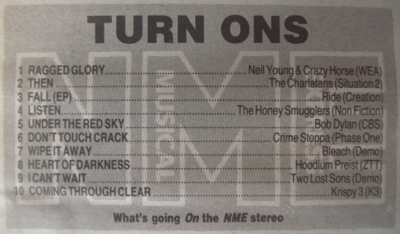 TURN ONS
NME
MUSICAL
1 RAGGED GLORY........Neil Young & Crazy Horse (WEA)
2 THEN........The Charlatans (Situation 2)
3 FALL (EP)........Ride (Creation)
4 LISTEN........The Honey Smugglers (Non Fiction)
5 UNDER THE RED SKY........Bob Dylan (CBS)
6 DON'T TOUCH CRACK........Crime Stoppa (Phase One)
7 WIPE IT AWAY........Bleach (Demo)
8 HEART OF DARKNESS........Hoodlum Preist (ZTT)
9 I CAN'T WAIT........Two Lost Sons (Demo)
10 COMING THROUGH CLEAR........Krispy 3 (K3)
What's going On the NME stereo